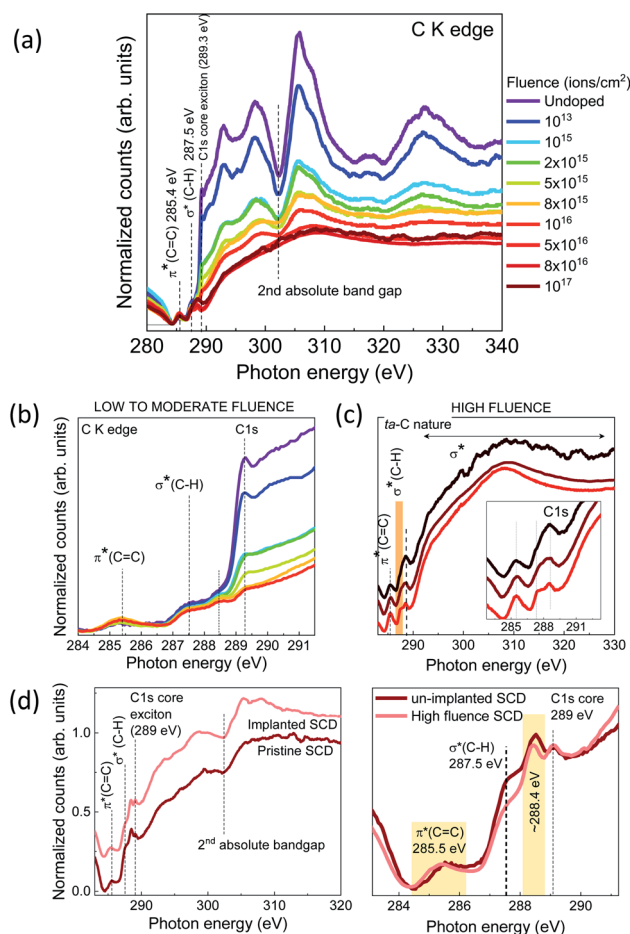 (a)
C K edge
Normalized counts (arb. units)
π* (C=C) 285.4 eV
σ* (C-H) 287.5 eV
C1s core exciton (289.3 eV)
2nd absolute band gap
280 290 300 310 320 330 340
Photon energy (eV)
Fluence (ions/cm²)
Undoped
10¹³
10¹⁵
2x10¹⁵
5x10¹⁵
8x10¹⁵
10¹⁶
5x10¹⁶
8x10¹⁶
10¹⁷
(b)
LOW TO MODERATE FLUENCE
C K edge
C1s
σ*(C-H)
π*(C=C)
Normalized counts (arb. units)
284 285 286 287 288 289 290 291
Photon energy (eV)
(c)
HIGH FLUENCE
ta-C nature
σ*
σ* (C-H)
π* (C=C)
C1s
285 288 291
Normalized counts (arb. units)
290 300 310 320 330
Photon energy (eV)
(d)
Normalized counts (arb. units)
1.0
0.5
0.0
C1s core
exciton
(289 eV)
σ* (C-H)
π*(C=C)
Implanted SCD
Pristine SCD
2nd absolute bandgap
290 300 310 320
Photon energy (eV)
un-implanted SCD
High fluence SCD
C1s core
289 eV
σ*(C-H)
287.5 eV
~288.4 eV
π*(C=C)
285.5 eV
284 286 288 290
Photon energy (eV)